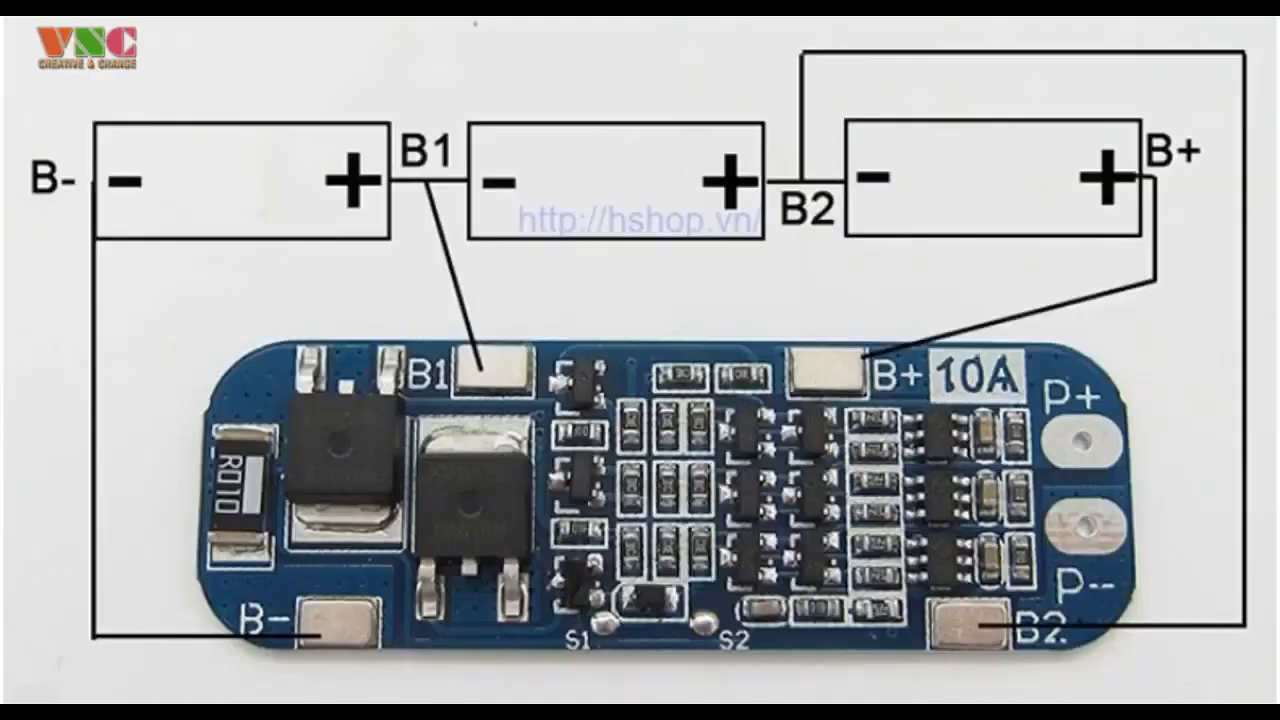 VNC
CREATIVE & CHANGE
B-
- +
B1
- +
B2
- +
B+
http://hshop.vn/
B1
B+
10A
P+
R010
P--
B-
S1
S2
B2